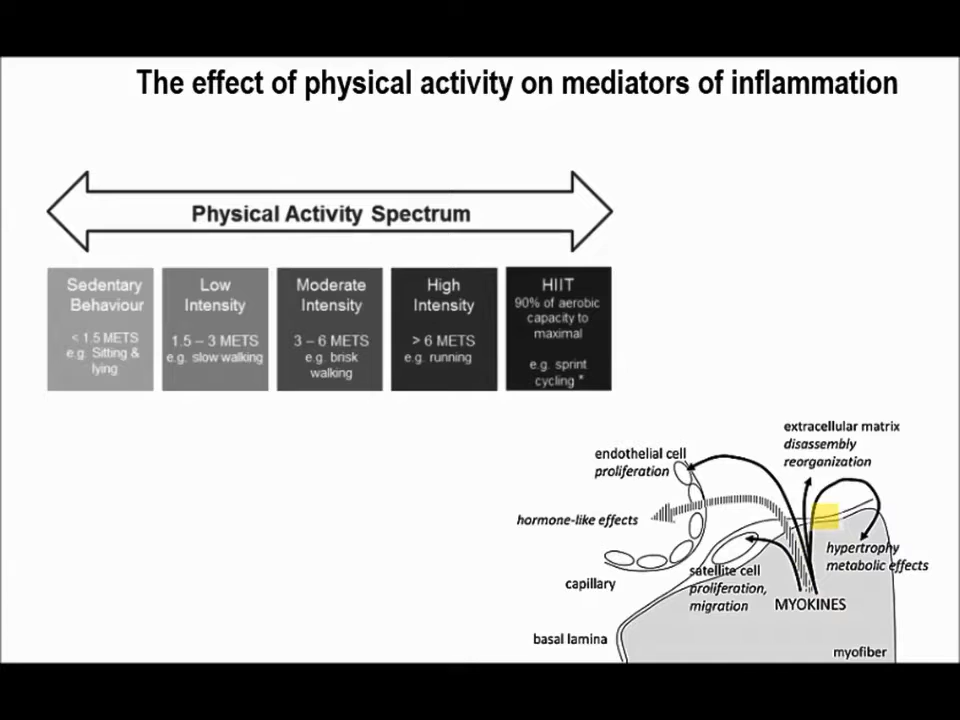 The effect of physical activity on mediators of inflammation
Physical Activity Spectrum
Sedentary
Behaviour
< 1.5 METS
e.g. Sitting &
lying
Low
Intensity
1.5 – 3 METS
e.g. slow walking
Moderate
Intensity
3 – 6 METS
e.g. brisk
walking
High
Intensity
> 6 METS
e.g. running
HIIT
90% of aerobic
capacity to
maximal
e.g. sprint
cycling *
extracellular matrix
disassembly
reorganization
endothelial cell
proliferation
hormone-like effects
hypertrophy
metabolic effects
satellite cell
proliferation,
migration
capillary
MYOKINES
basal lamina
myofiber